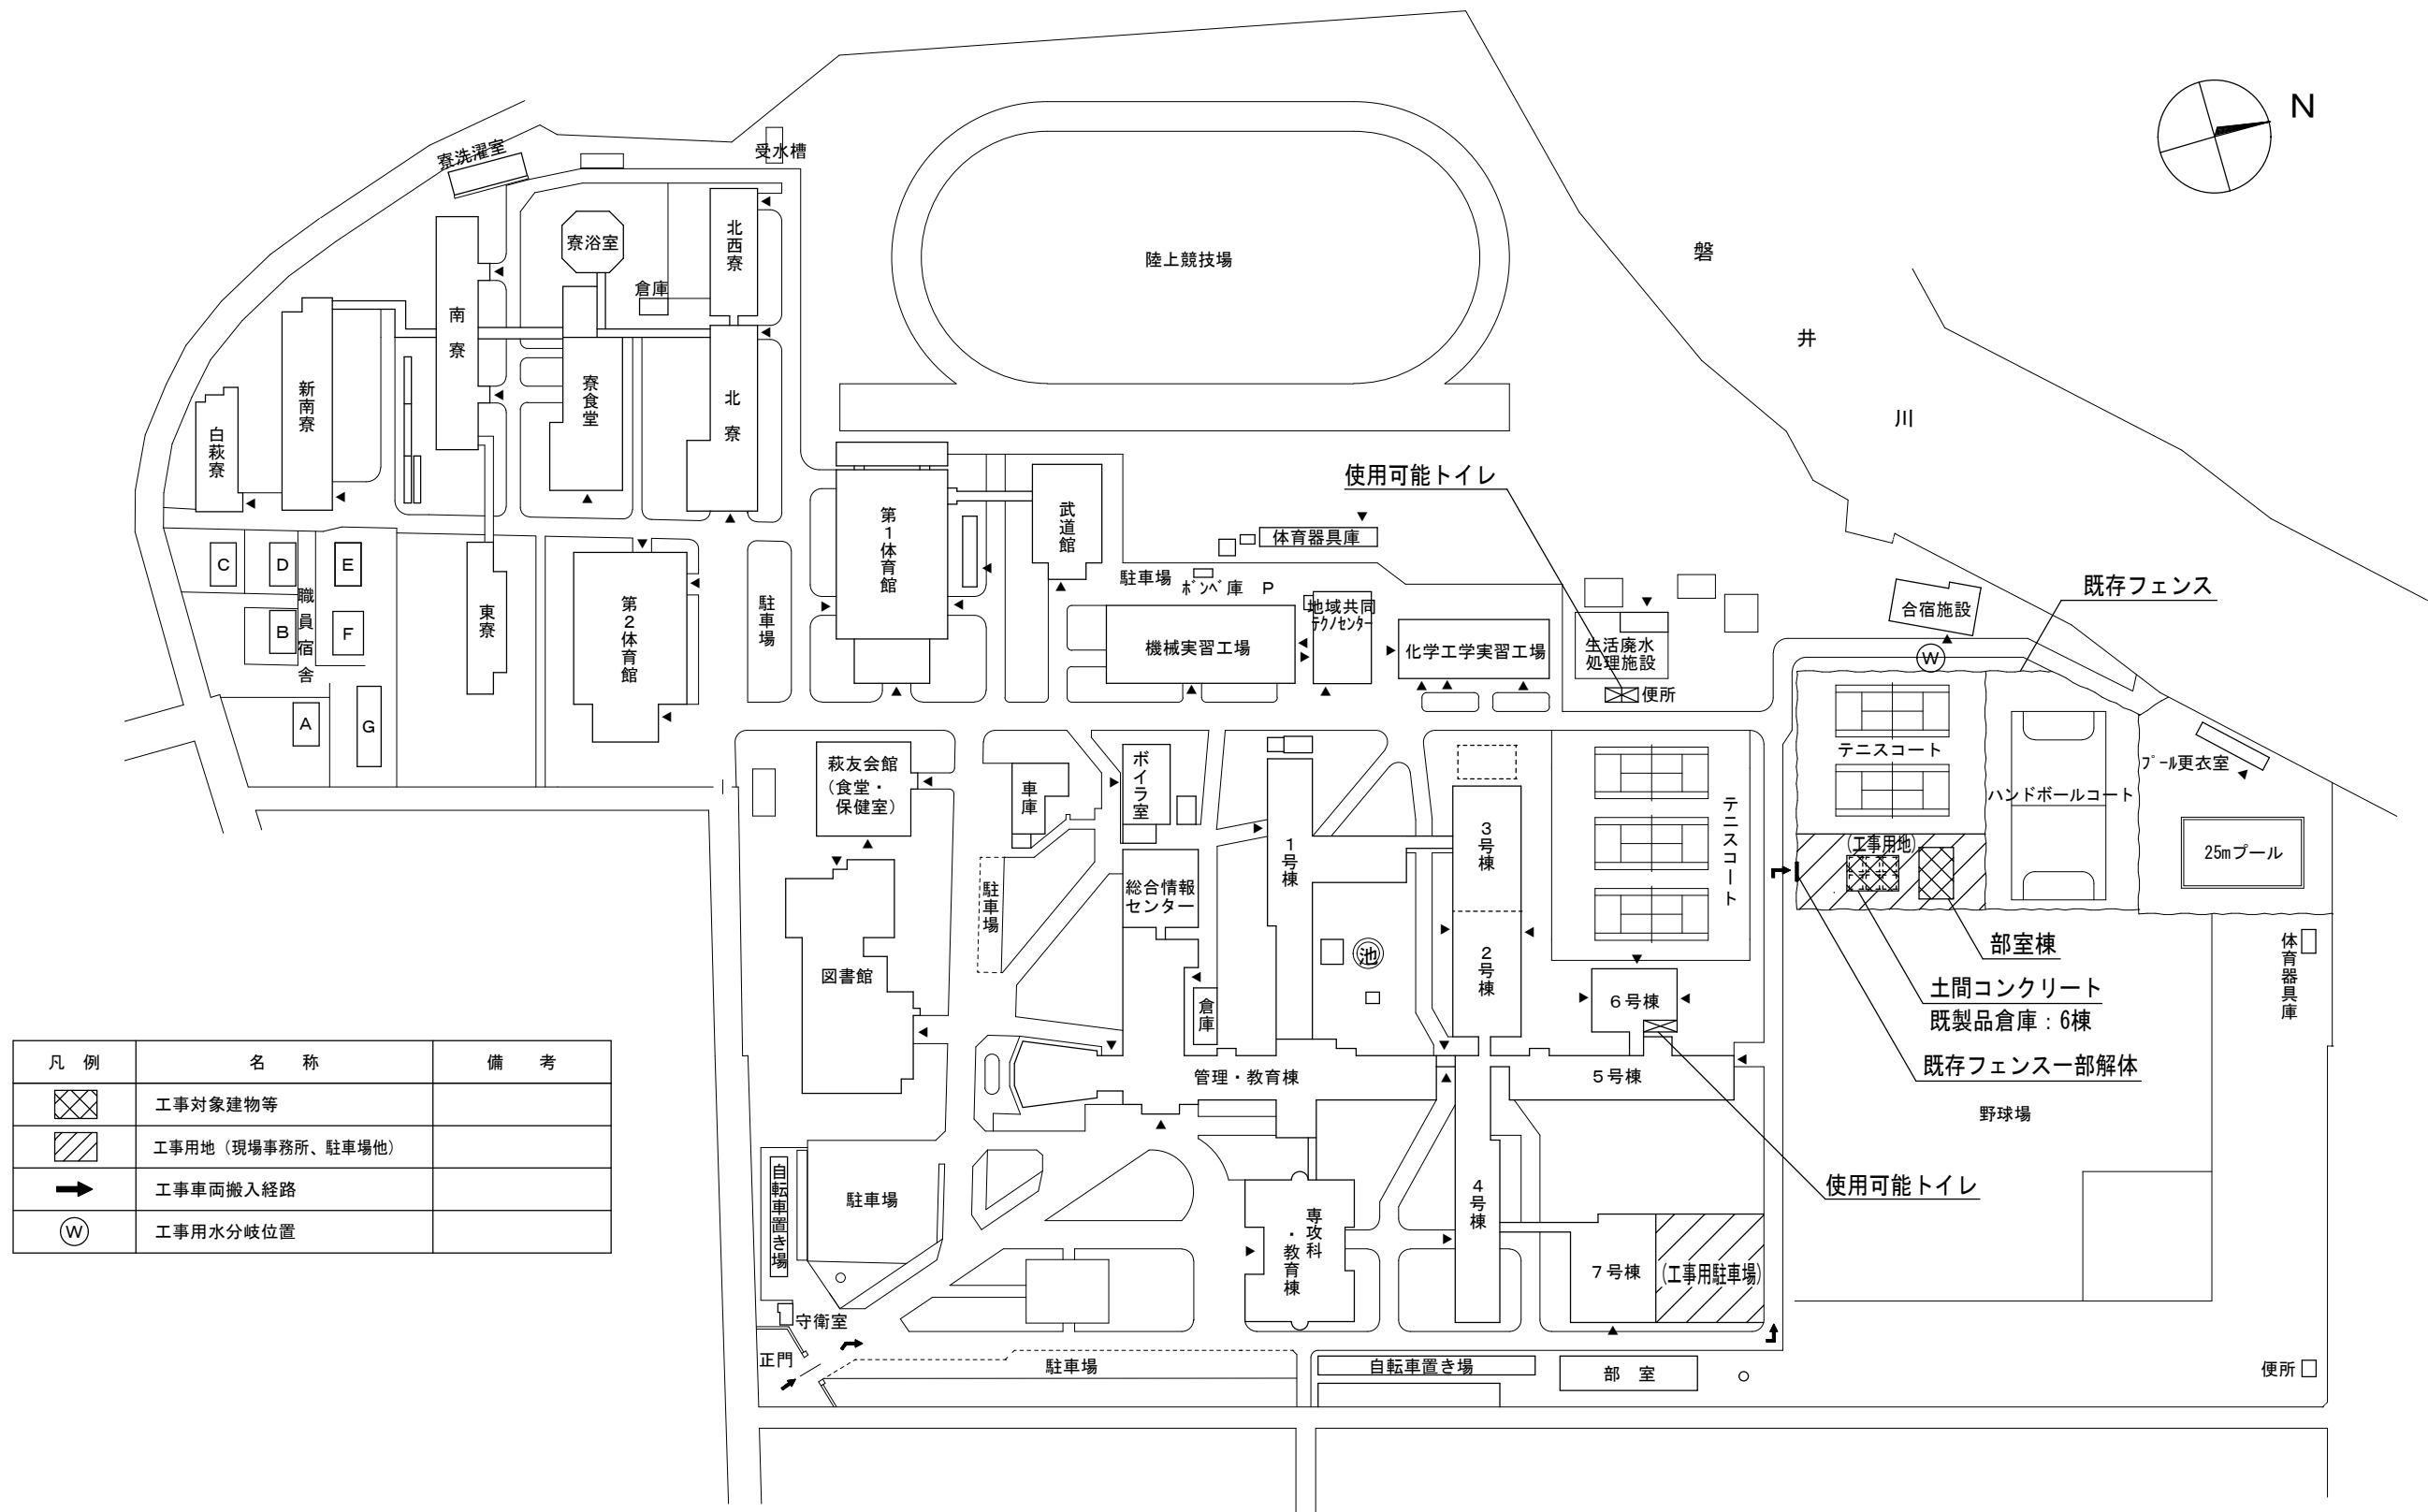 N
受水槽
寮洗濯室
寮浴室
北西寮
倉庫
南寮
寮食堂
北寮
新南寮
白萩寮
陸上競技場
磐井川
使用可能トイレ
第1体育館
武道館
体育器具庫
駐車場
ボンベ庫 P
地域共同
テクノセンター
C
D
E
B
F
A
G
職員宿舎
東寮
第2体育館
駐車場
機械実習工場
化学工学実習工場
生活廃水
処理施設
便所
合宿施設
W
既存フェンス
テニスコート
プール更衣室
ハンドボールコート
25mプール
(工事用地)
萩友会館
(食堂・
保健室)
車庫
ボイラ室
1号棟
3号棟
テニスコート
駐車場
総合情報
センター
図書館
倉庫
池
2号棟
6号棟
部室棟
土間コンクリート
既製品倉庫:6棟
既存フェンス一部解体
体育器具庫
管理・教育棟
5号棟
野球場
使用可能トイレ
自転車置き場
駐車場
専攻科
・教育棟
4号棟
7号棟
(工事用駐車場)
守衛室
正門
駐車場
自転車置き場
部 室
便所
凡 例 名 称 備 考
工事対象建物等
工事用地(現場事務所、駐車場他)
工事車両搬入経路
W 工事用水分岐位置